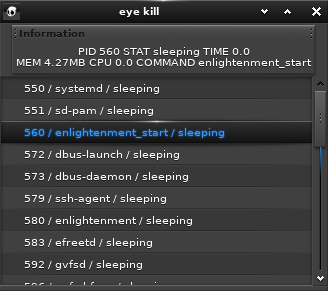 eye kill
Information
PID 560 STAT sleeping TIME 0.0
MEM 4.27MB CPU 0.0 COMMAND enlightenment_start
550 / systemd / sleeping
551 / sd-pam / sleeping
560 / enlightenment_start / sleeping
572 / dbus-launch / sleeping
573 / dbus-daemon / sleeping
579 / ssh-agent / sleeping
580 / enlightenment / sleeping
583 / efreetd / sleeping
592 / gvfsd / sleeping